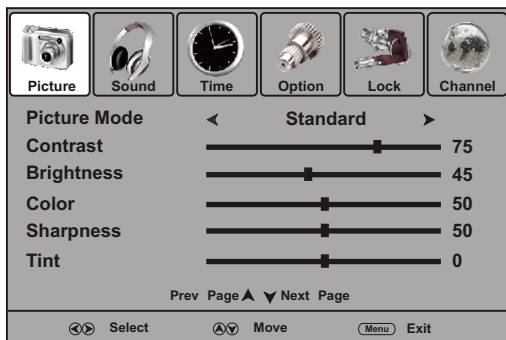 Picture Sound Time Option Lock Channel
Picture Mode Standard
Contrast 75
Brightness 45
Color 50
Sharpness 50
Tint 0
Prev Page Next Page
Select Move Menu Exit